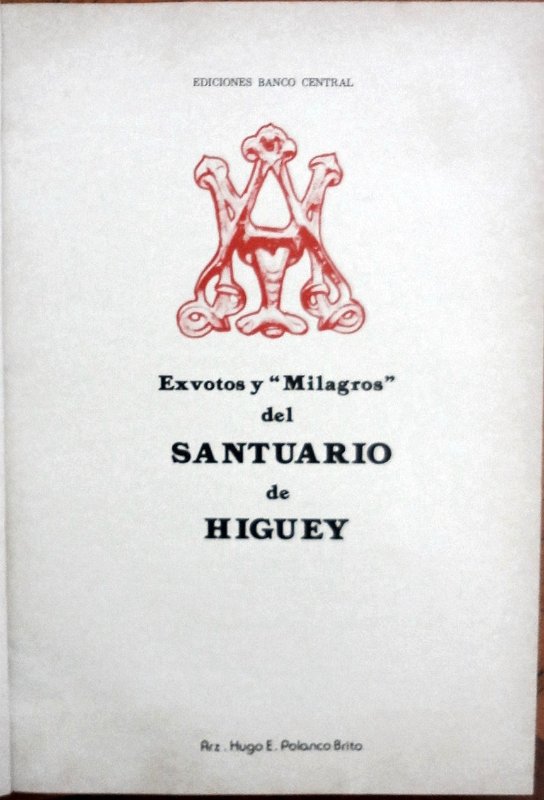 EDICIONES BANCO CENTRAL
Exvotos y “Milagros”
del
SANTUARIO
de
HIGUEY
Arz . Hugo E. Polanco Brito